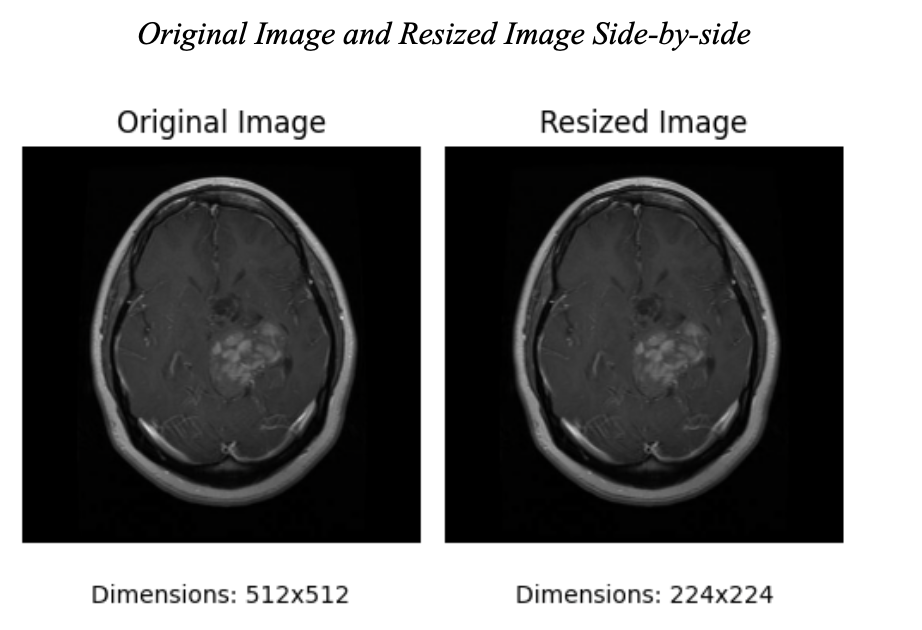 Original Image and Resized Image Side-by-side
Original Image
Resized Image
Dimensions: 512x512
Dimensions: 224x224